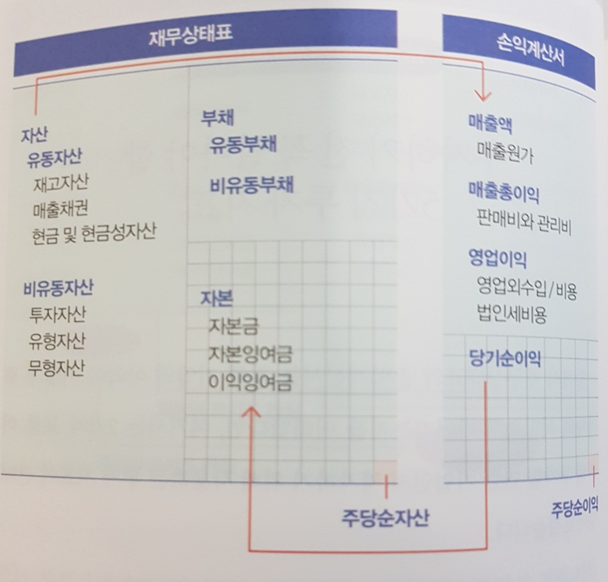 재무상태표
자산
유동자산
재고자산
매출채권
현금 및 현금성자산
비유동자산
투자자산
유형자산
무형자산
부채
유동부채
비유동부채
자본
자본금
자본잉여금
이익잉여금
주당순자산
손익계산서
매출액
매출원가
매출총이익
판매비와 관리비
영업이익
영업외수입 / 비용
법인세비용
당기순이익
주당순이익